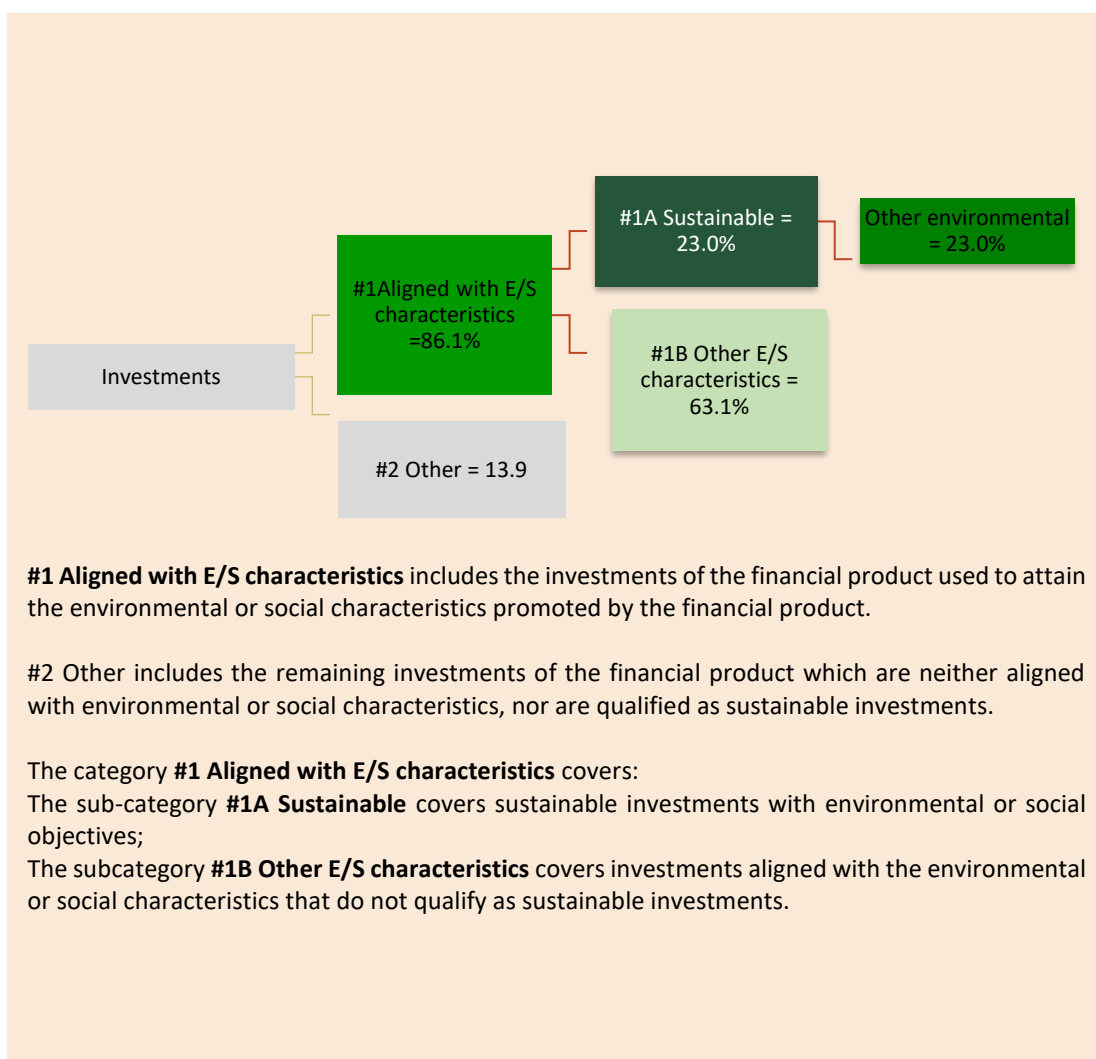 #1A Sustainable =
23.0%
Other environmental
= 23.0%
#1Aligned with E/S
characteristics
=86.1%
#1B Other E/S
characteristics =
63.1%
Investments
#2 Other = 13.9
#1 Aligned with E/S characteristics includes the investments of the financial product used to attain
the environmental or social characteristics promoted by the financial product.
#2 Other includes the remaining investments of the financial product which are neither aligned
with environmental or social characteristics, nor are qualified as sustainable investments.
The category #1 Aligned with E/S characteristics covers:
The sub-category #1A Sustainable covers sustainable investments with environmental or social
objectives;
The subcategory #1B Other E/S characteristics covers investments aligned with the environmental
or social characteristics that do not qualify as sustainable investments.